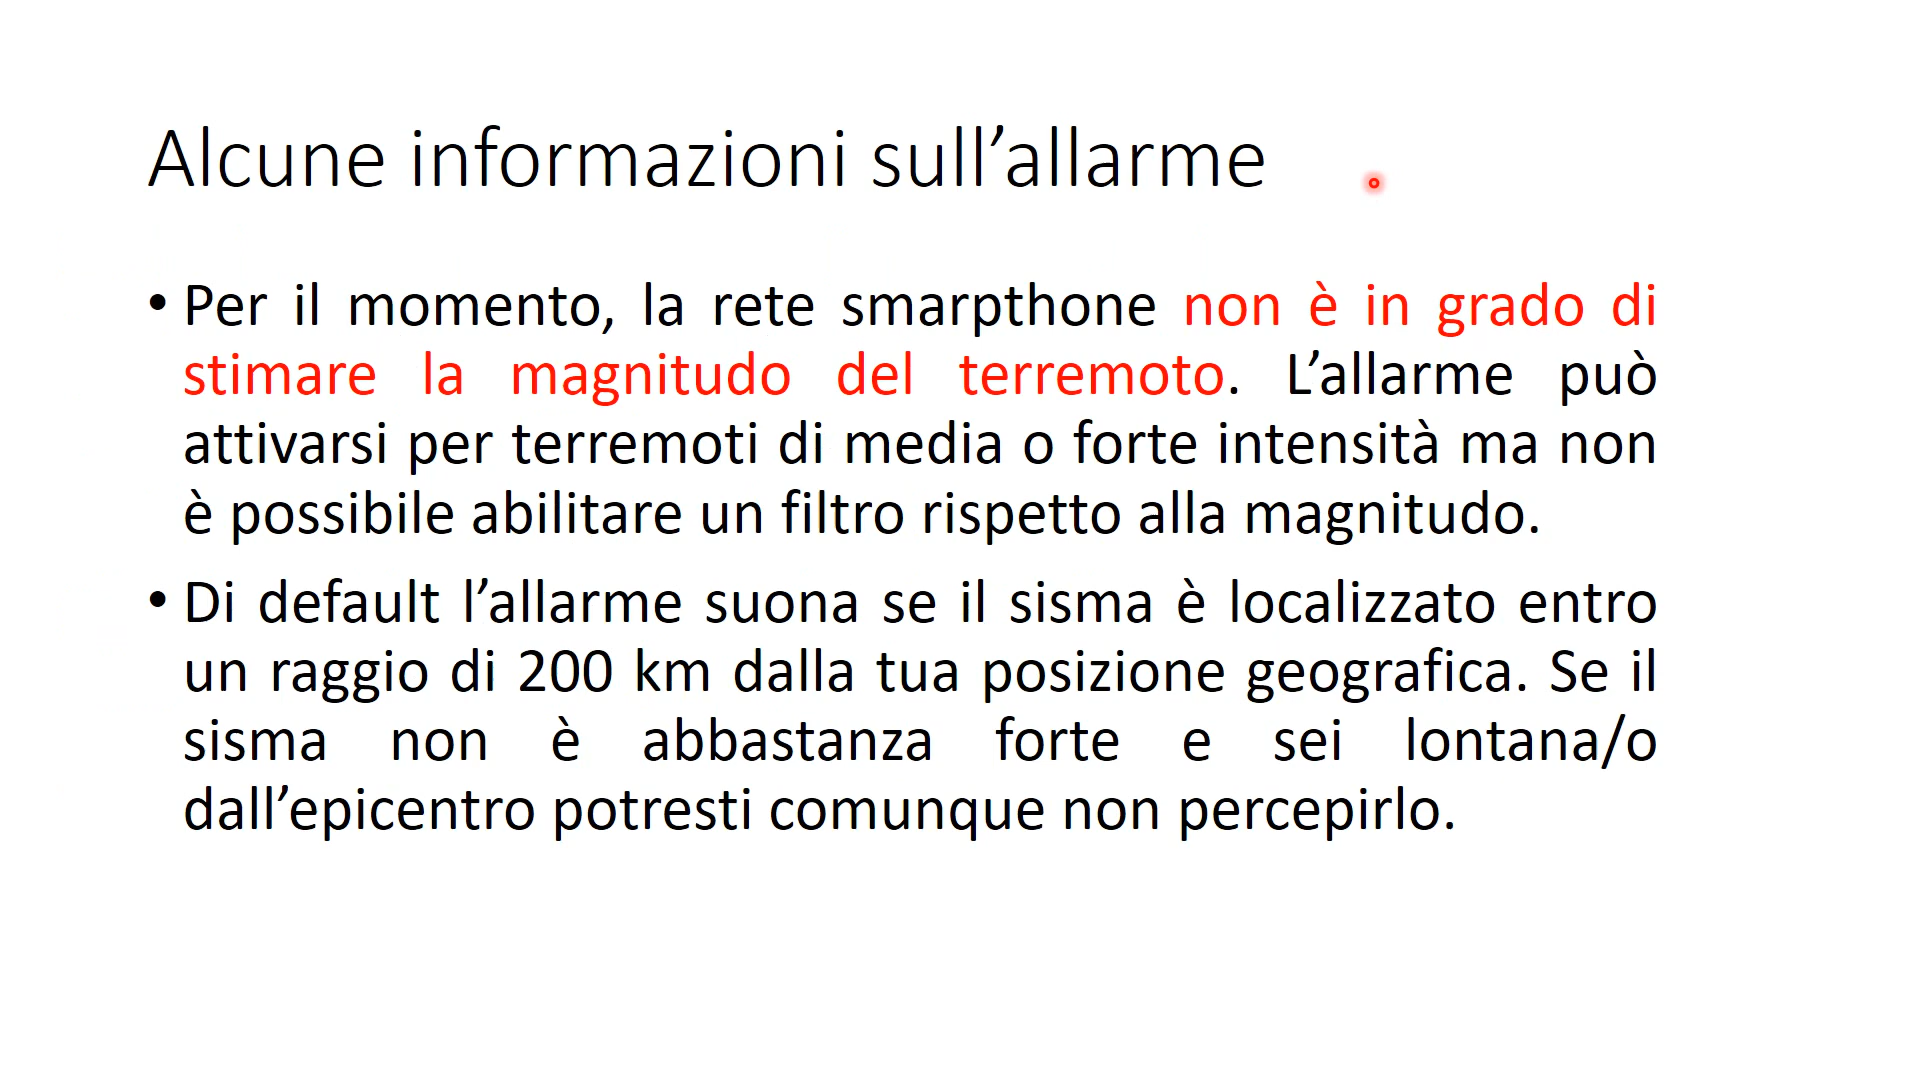 Alcune informazioni sull’allarme
• Per il momento, la rete smarpthone non è in grado di
stimare la magnitudo del terremoto. L’allarme può
attivarsi per terremoti di media o forte intensità ma non
è possibile abilitare un filtro rispetto alla magnitudo.
• Di default l’allarme suona se il sisma è localizzato entro
un raggio di 200 km dalla tua posizione geografica. Se il
sisma non è abbastanza forte e sei lontana/o
dall’epicentro potresti comunque non percepirlo.